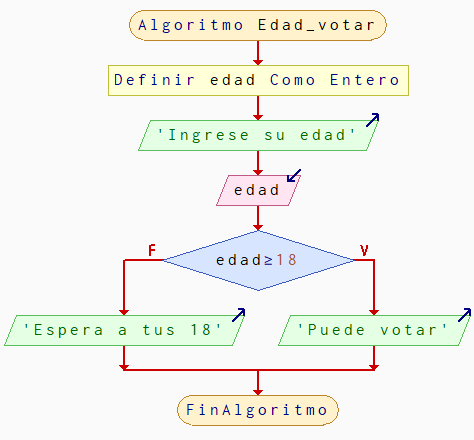 Algoritmo Edad_votar
Definir edad Como Entero
'Ingrese su edad'
edad
edad≥18
F
V
'Espera a tus 18'
'Puede votar'
FinAlgoritmo